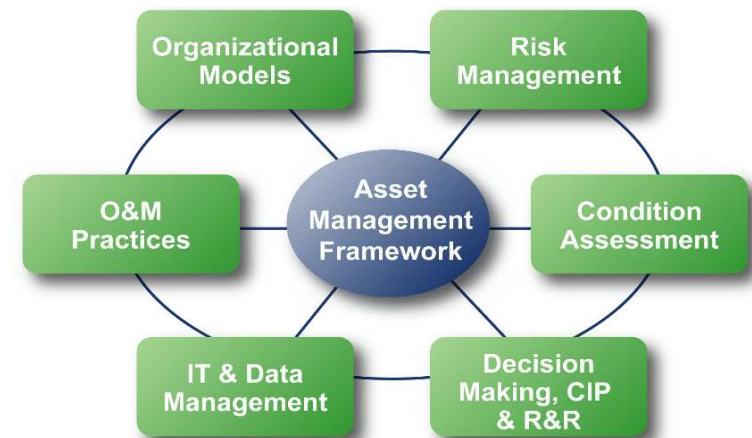 Organizational
Models
Risk
Management
O&M
Practices
Asset
Management
Framework
Condition
Assessment
IT & Data
Management
Decision
Making, CIP
& R&R